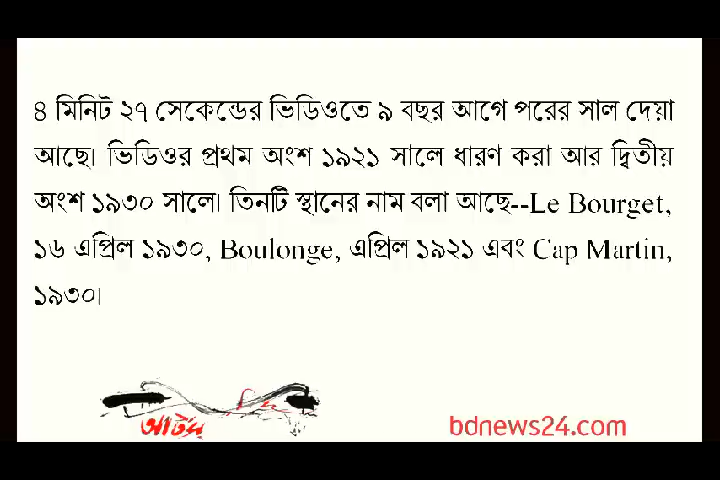 ৪ মিনিট ২৭ সেকেন্ডের ভিডিওতে ৯ বছর আগে পরের সাল দেয়া
আছে। ভিডিওর প্রথম অংশ ১৯২১ সালে ধারণ করা আর দ্বিতীয়
অংশ ১৯৩০ সালে। তিনটি স্থানের নাম বলা আছে--Le Bourget,
১৬ এপ্রিল ১৯৩০, Boulonge, এপ্রিল ১৯২১ এবং Cap Martin,
১৯৩০।
bdnews24.com